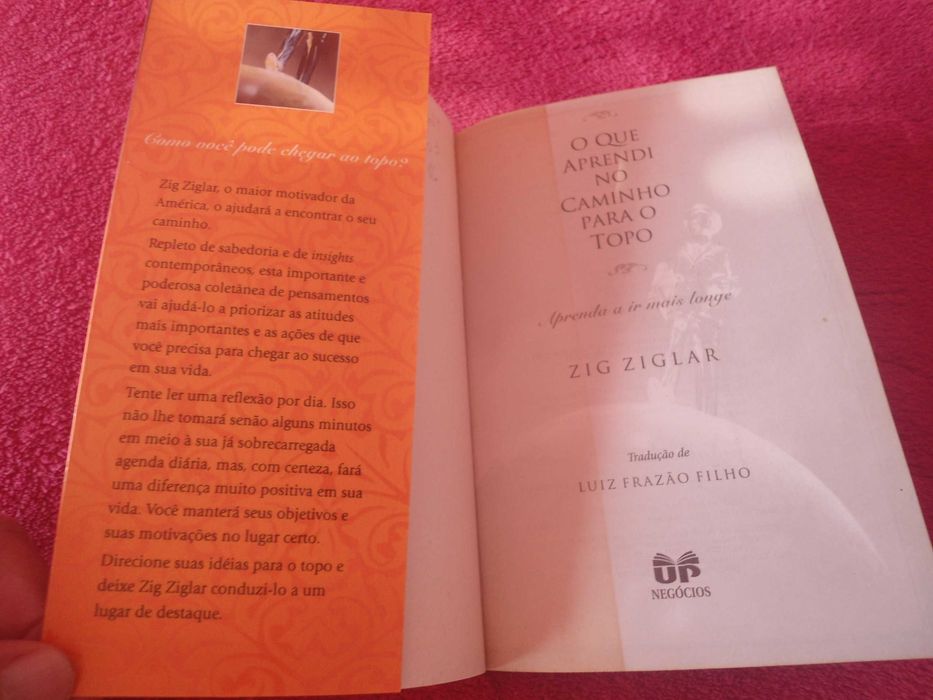 Como você pode chegar ao topo?
Zig Ziglar, o maior motivador da
América, o ajudará a encontrar o seu
caminho.
Repleto de sabedoria e de insights
contemporâneos, esta importante e
poderosa coletânea de pensamentos
vai ajudá-lo a priorizar as atitudes
mais importantes e as ações de que
você precisa para chegar ao sucesso
em sua vida.
Tente ler uma reflexão por dia. Isso
não lhe tomará senão alguns minutos
em meio à sua já sobrecarregada
agenda diária, mas, com certeza, fará
uma diferença muito positiva em sua
vida. Você manterá seus objetivos e
suas motivações no lugar certo.
Direcione suas idéias para o topo e
deixe Zig Ziglar conduzi-lo a um
lugar de destaque.
O QUE
APRENDI
NO
CAMINHO
PARA O
TOPO
Aprenda a ir mais longe
ZIG ZIGLAR
Tradução de
LUIZ FRAZÃO FILHO
UP
NEGÓCIOS